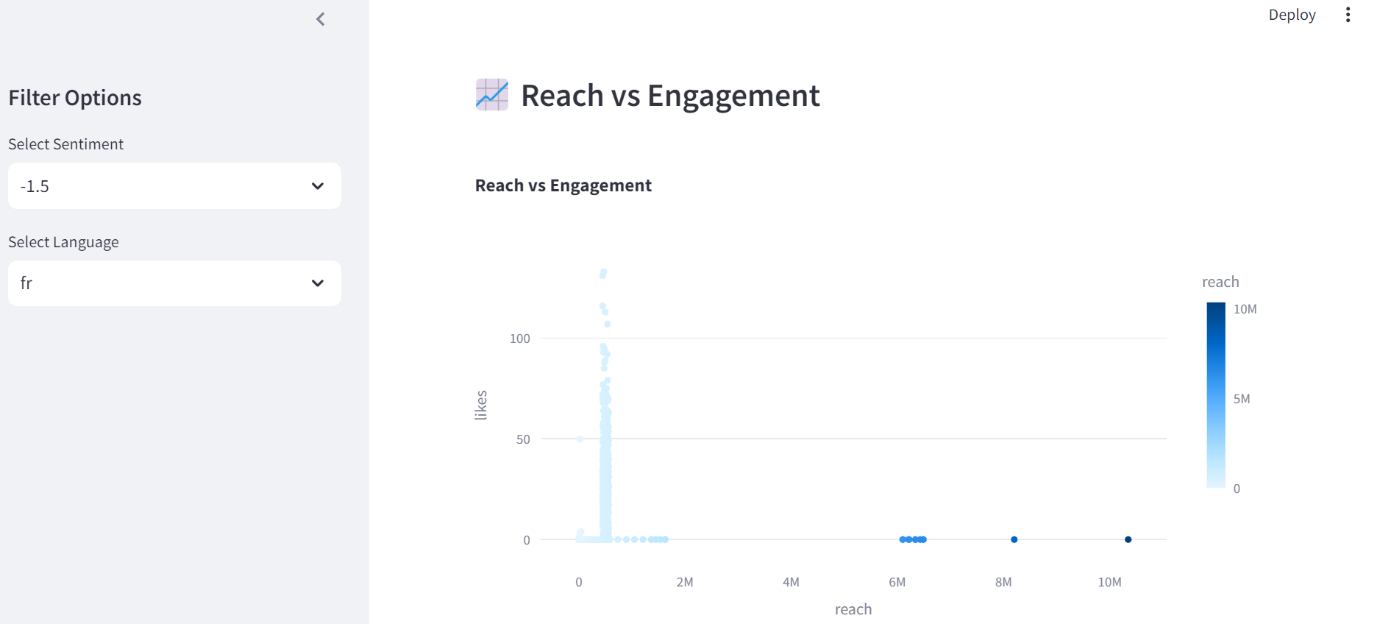 Deploy
Filter Options
Select Sentiment
-1.5
Select Language
fr
Reach vs Engagement
Reach vs Engagement
likes
100
50
0
0
2M
4M
6M
8M
10M
reach
reach
10M
5M
0